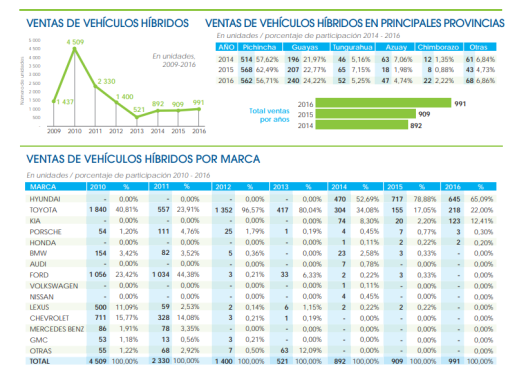 VENTAS DE VEHÍCULOS HÍBRIDOS
En unidades,
2009-2016
Número de unidades
5 000
4 500
4 000
3 500
3 000
2 500
2 000
1 500
1 000
500
1 437
4 509
2 330
1 400
521
892
909
991
2009 2010 2011 2012 2013 2014 2015 2016
VENTAS DE VEHÍCULOS HÍBRIDOS EN PRINCIPALES PROVINCIAS
En unidades / porcentaje de participación 2014 - 2016
AÑO Pichincha Guayas Tungurahua Azuay Chimborazo Otras
2014 514 57,62% 196 21,97% 46 5,16% 63 7,06% 12 1,35% 61 6,84%
2015 568 62,49% 207 22,77% 65 7,15% 18 1,98% 8 0,88% 43 4,73%
2016 562 56,71% 240 24,22% 52 5,25% 47 4,74% 22 2,22% 68 6,86%
Total ventas
por años
2016 991
2015 909
2014 892
VENTAS DE VEHÍCULOS HÍBRIDOS POR MARCA
En unidades / porcentaje de participación 2010 - 2016
MARCA 2010 % 2011 % 2012 % 2013 % 2014 % 2015 % 2016 %
HYUNDAI - 0,00% - 0,00% - 0,00% - 0,00% 470 52,69% 717 78,88% 645 65,09%
TOYOTA 1 840 40,81% 557 23,91% 1 352 96,57% 417 80,04% 304 34,08% 155 17,05% 218 22,00%
KIA - 0,00% - 0,00% - 0,00% - 0,00% 74 8,30% 20 2,20% 123 12,41%
PORSCHE 54 1,20% 111 4,76% 25 1,79% 1 0,19% 4 0,45% 7 0,77% 3 0,30%
HONDA - 0,00% - 0,00% - 0,00% - 0,00% 1 0,11% 2 0,22% 2 0,20%
BMW 154 3,42% 82 3,52% 5 0,36% - 0,00% 23 2,58% 3 0,33% - 0,00%
AUDI - 0,00% - 0,00% - 0,00% - 0,00% 7 0,78% - 0,00% - 0,00%
FORD 1 056 23,42% 1 034 44,38% 3 0,21% 33 6,33% 2 0,22% 3 0,33% - 0,00%
VOLKSWAGEN - 0,00% - 0,00% - 0,00% - 0,00% 1 0,11% - 0,00% - 0,00%
NISSAN - 0,00% - 0,00% - 0,00% - 0,00% 4 0,45% - 0,00% - 0,00%
LEXUS 500 11,09% 59 2,53% 2 0,14% 6 1,15% 2 0,22% 2 0,22% - 0,00%
CHEVROLET 711 15,77% 328 14,08% 3 0,21% 1 0,19% - 0,00% - 0,00% - 0,00%
MERCEDES BENZ 86 1,91% 78 3,35% - 0,00% - 0,00% - 0,00% - 0,00% - 0,00%
GMC 53 1,18% 13 0,56% 3 0,21% - 0,00% - 0,00% - 0,00% - 0,00%
OTRAS 55 1,22% 68 2,92% 7 0,50% 63 12,09% - 0,00% - 0,00% - 0,00%
TOTAL 4 509 100,00% 2 330 100,00% 1 400 100,00% 521 100,00% 892 100,00% 909 100,00% 991 100,00%